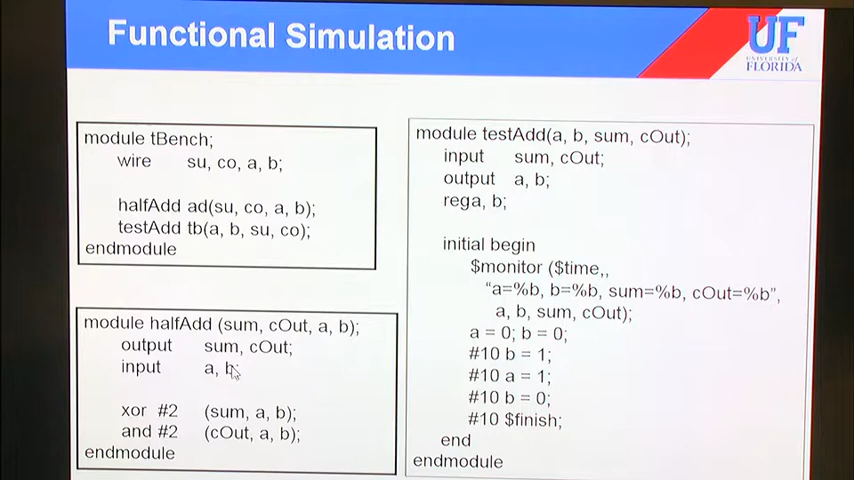 Functional Simulation
UF
UNIVERSITY of
FLORIDA
module tBench;
wire su, co, a, b;
halfAdd ad(su, co, a, b);
testAdd tb(a, b, su, co);
endmodule
module halfAdd (sum, cOut, a, b);
output sum, cOut;
input a, b;
xor #2 (sum, a, b);
and #2 (cOut, a, b);
endmodule
module testAdd(a, b, sum, cOut);
input sum, cOut;
output a, b;
rega, b;
initial begin
$monitor ($time,,
“a=%b, b=%b, sum=%b, cOut=%b”,
a, b, sum, cOut);
a = 0; b = 0;
#10 b = 1;
#10 a = 1;
#10 b = 0;
#10 $finish;
end
endmodule